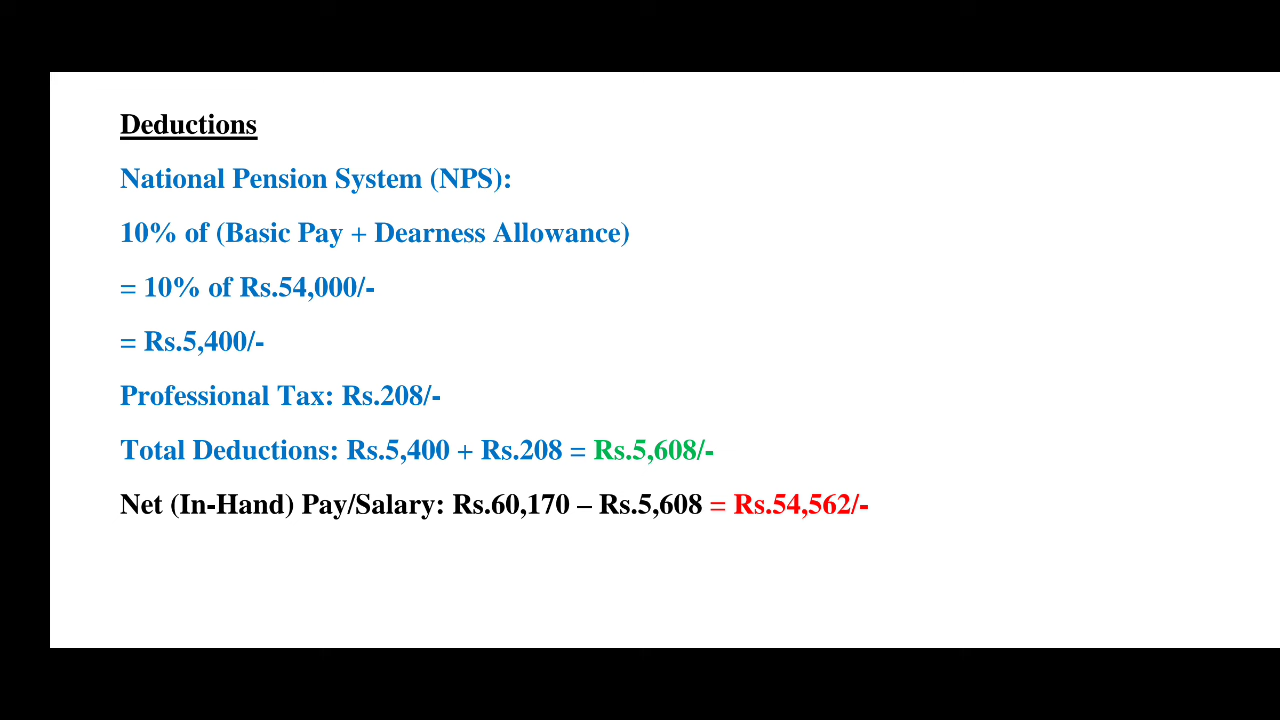 Deductions
National Pension System (NPS):
10% of (Basic Pay + Dearness Allowance)
= 10% of Rs.54,000/-
= Rs.5,400/-
Professional Tax: Rs.208/-
Total Deductions: Rs.5,400 + Rs.208 = Rs.5,608/-
Net (In-Hand) Pay/Salary: Rs.60,170 – Rs.5,608 = Rs.54,562/-